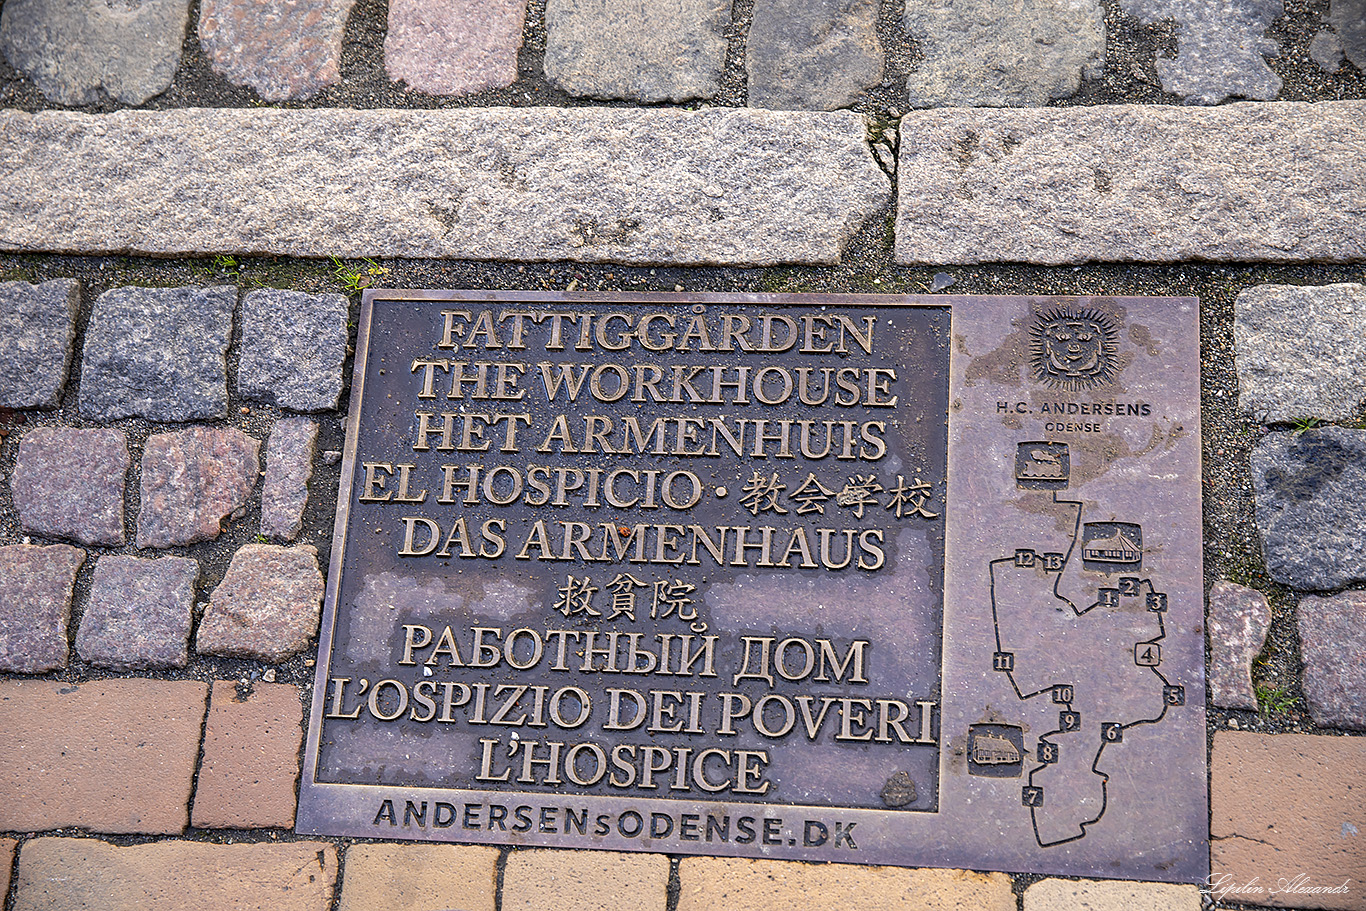 FATTIGGÅRDEN
THE WORKHOUSE
HET ARMENHUIS
EL HOSPICIO · 教会学校
DAS ARMENHAUS
救貧院
РАБОТНЫЙ ДОМ
L'OSPIZIO DEI POVERI
L'HOSPICE
ANDERSENsODENSE.DK
H.C. ANDERSENS
ODENSE
12 13
1 2 3
4
11
5
10
9
6
8
7
Lipilin Alexandr